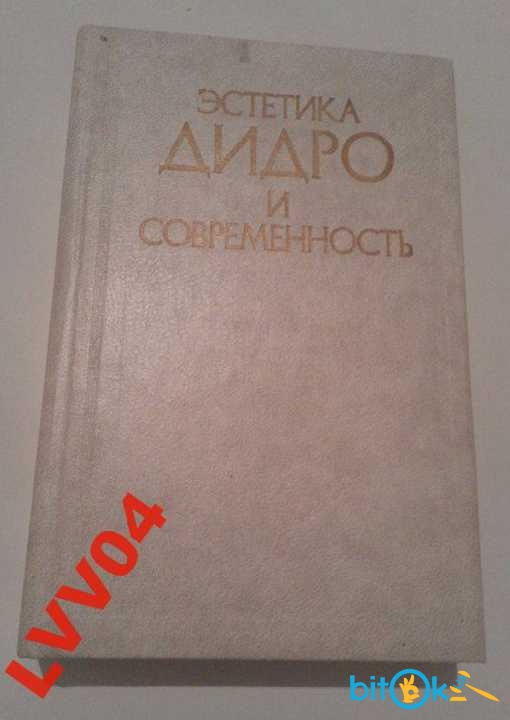 ЭСТЕТИКА
ДИДРО
И
СОВРЕМЕННОСТЬ
LVV04
bitOk